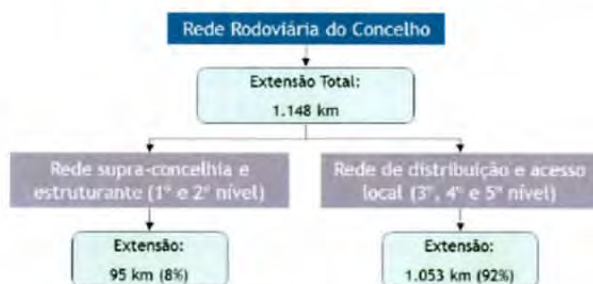 Rede Rodoviária do Concelho
Extensão Total:
1.148 km
Rede supra-concelhia e
estruturante (1º e 2º nível)
Rede de distribuição e acesso
local (3º, 4º e 5º nível)
Extensão:
95 km (8%)
Extensão:
1.053 km (92%)